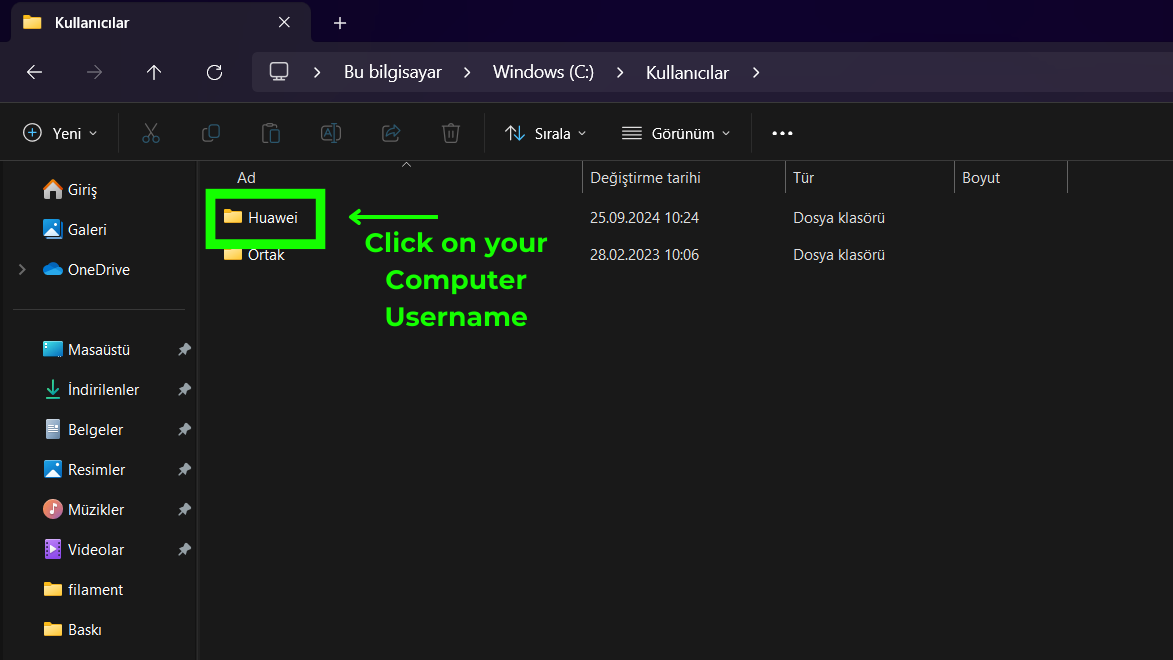 Kullanıcılar
Bu bilgisayar > Windows (C:) > Kullanıcılar >
Yeni
Sırala
Görünüm
Ad Değiştirme tarihi Tür Boyut
Huawei 25.09.2024 10:24 Dosya klasörü
Ortak 28.02.2023 10:06 Dosya klasörü
Click on your
Computer
Username
Giriş
Galeri
OneDrive
Masaüstü
İndirilenler
Belgeler
Resimler
Müzikler
Videolar
filament
Baskı